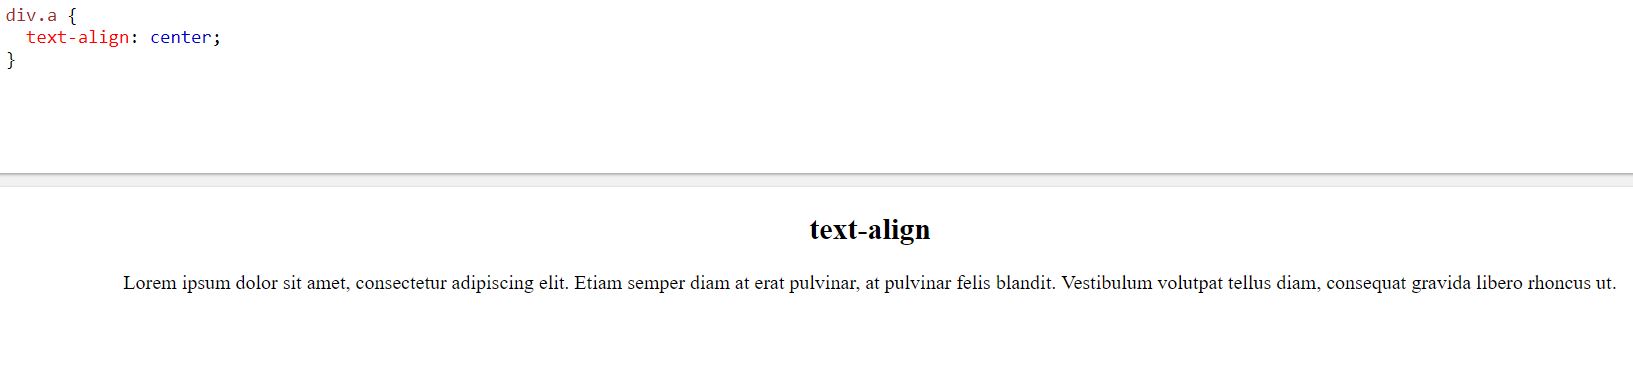 div.a {
  text-align: center;
}
text-align
Lorem ipsum dolor sit amet, consectetur adipiscing elit. Etiam semper diam at erat pulvinar, at pulvinar felis blandit. Vestibulum volutpat tellus diam, consequat gravida libero rhoncus ut.